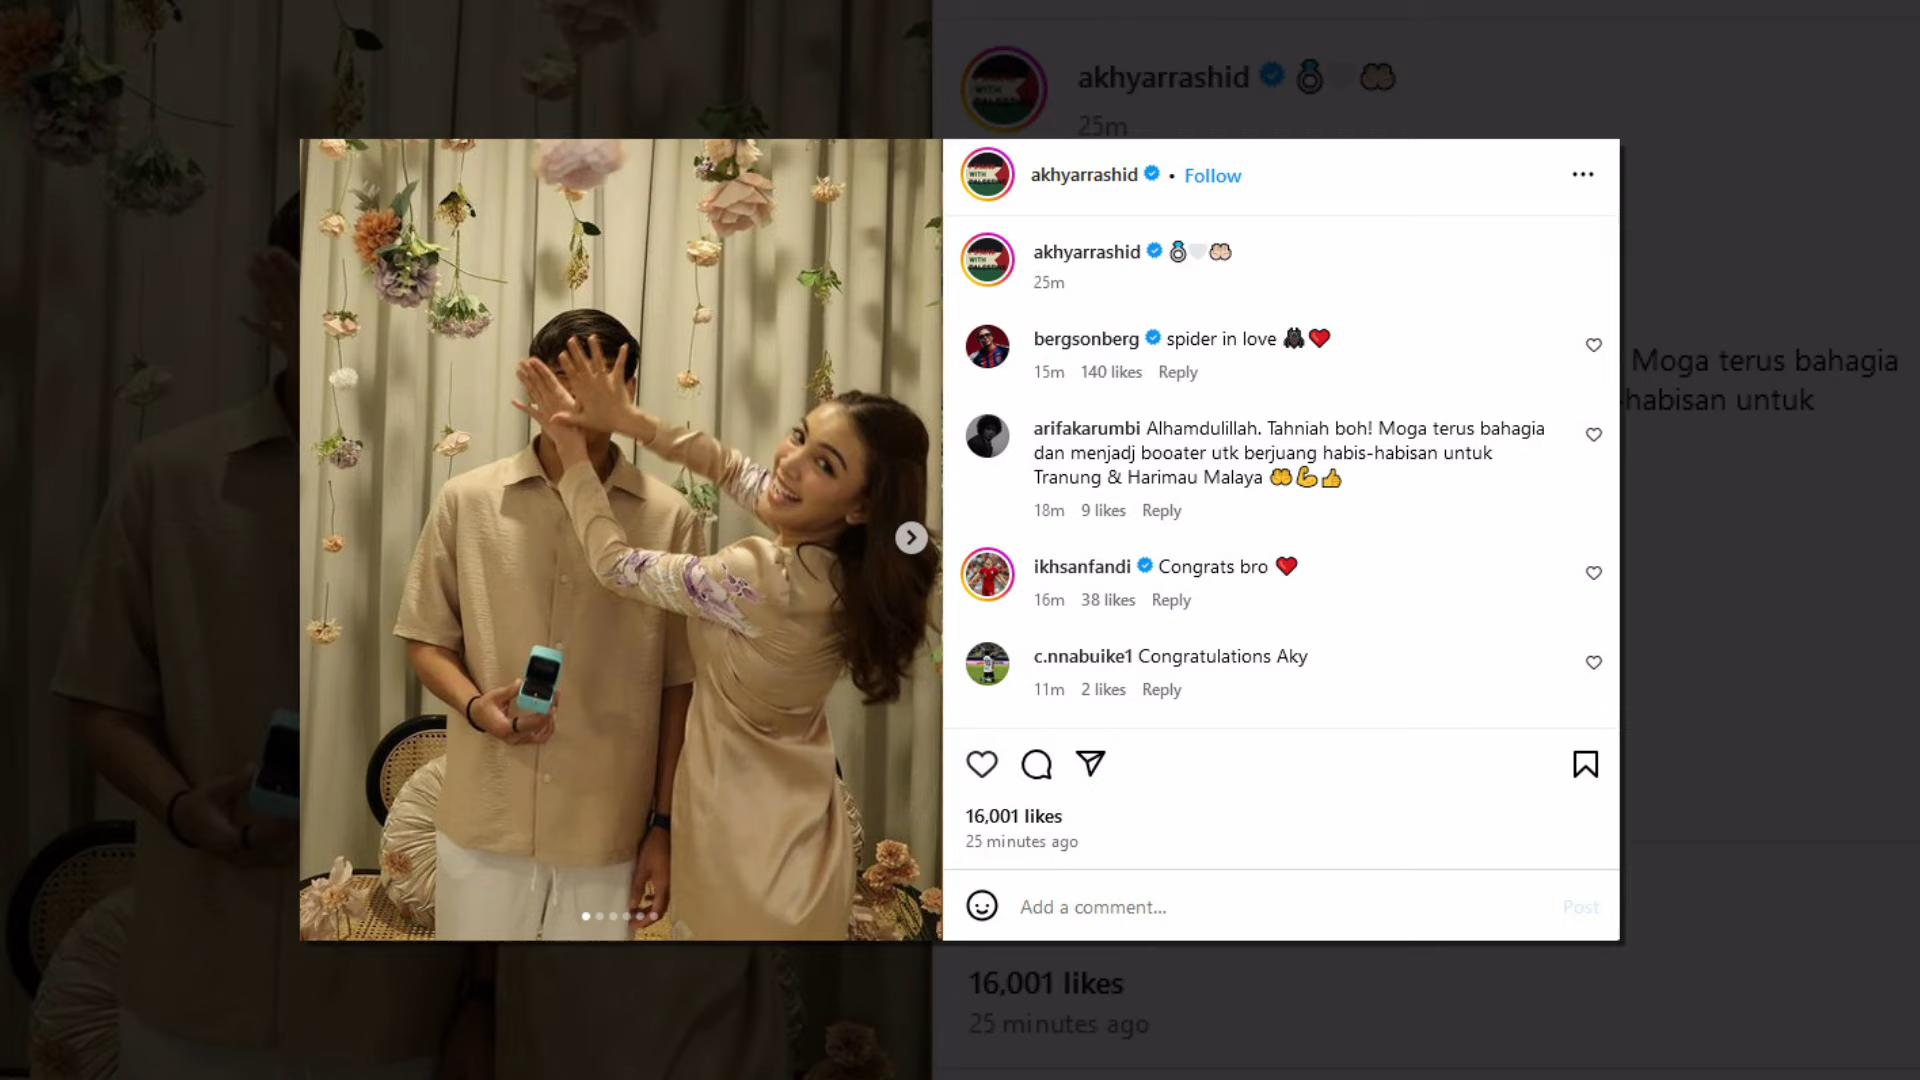 akhyarrashid
25m
WITH
akhyarrashid • Follow
WITH
akhyarrashid
25m
bergsonberg spider in love
15m 140 likes Reply
arifakarumbi Alhamdulillah. Tahniah boh! Moga terus bahagia
dan menjadj booater utk berjuang habis-habisan untuk
Tranung & Harimau Malaya
18m 9 likes Reply
ikhsanfandi Congrats bro
16m 38 likes Reply
c.nnabuike1 Congratulations Aky
11m 2 likes Reply
16,001 likes
25 minutes ago
Add a comment...
Post
Moga terus bahagia
-habisan untuk
16,001 likes
25 minutes ago